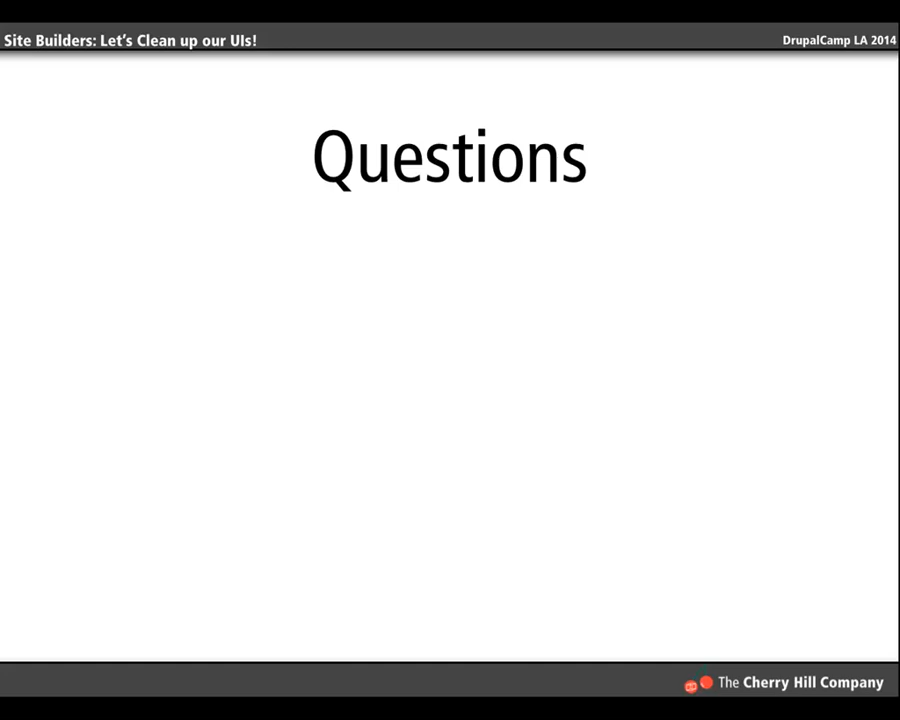 Site Builders: Let's Clean up our UIs!
DrupalCamp LA 2014
Questions
The Cherry Hill Company